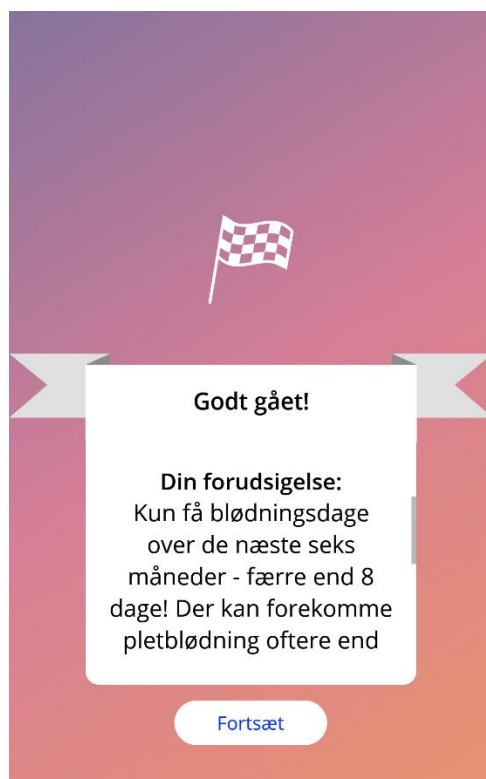 Godt gået!
Din forudsigelse:
Kun få blødningsdage
over de næste seks
måneder - færre end 8
dage! Der kan forekomme
pletblødning oftere end
Fortsæt